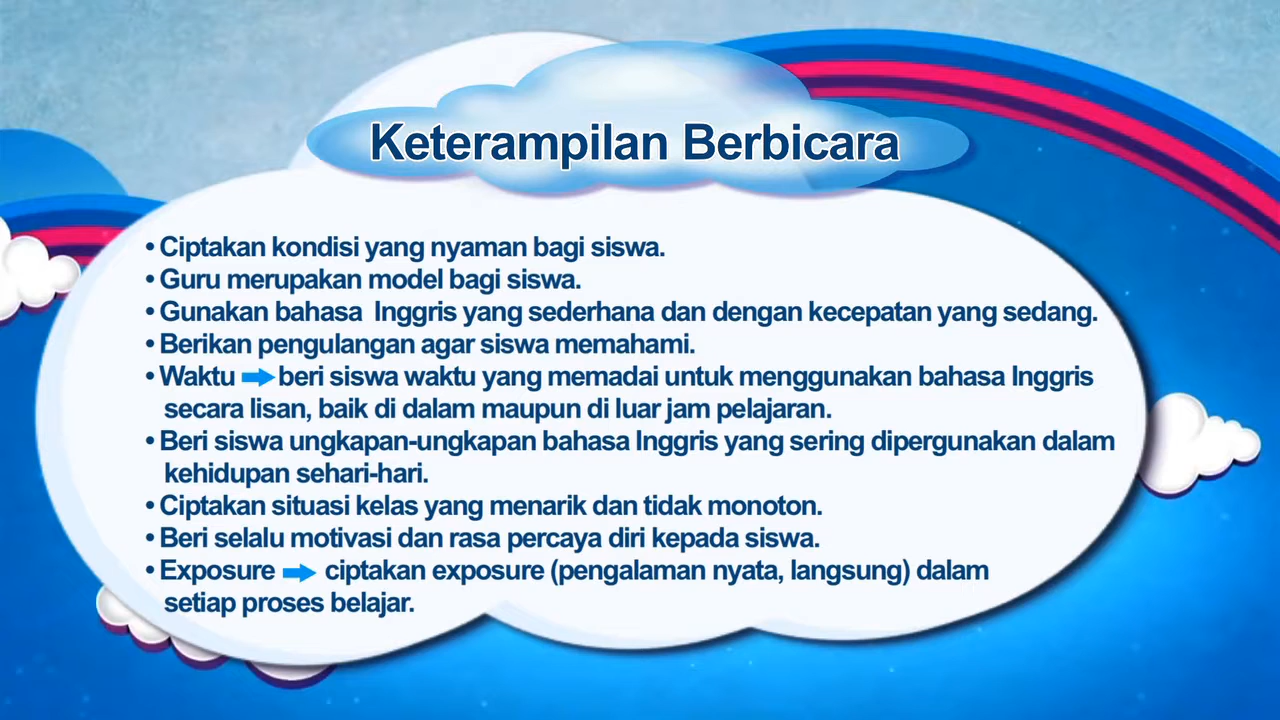 Keterampilan Berbicara
• Ciptakan kondisi yang nyaman bagi siswa.
• Guru merupakan model bagi siswa.
• Gunakan bahasa  Inggris yang sederhana dan dengan kecepatan yang sedang.
• Berikan pengulangan agar siswa memahami.
• Waktu ➡ beri siswa waktu yang memadai untuk menggunakan bahasa Inggris
secara lisan, baik di dalam maupun di luar jam pelajaran.
• Beri siswa ungkapan-ungkapan bahasa Inggris yang sering dipergunakan dalam
kehidupan sehari-hari.
• Ciptakan situasi kelas yang menarik dan tidak monoton.
• Beri selalu motivasi dan rasa percaya diri kepada siswa.
• Exposure ➡ ciptakan exposure (pengalaman nyata, langsung) dalam
setiap proses belajar.